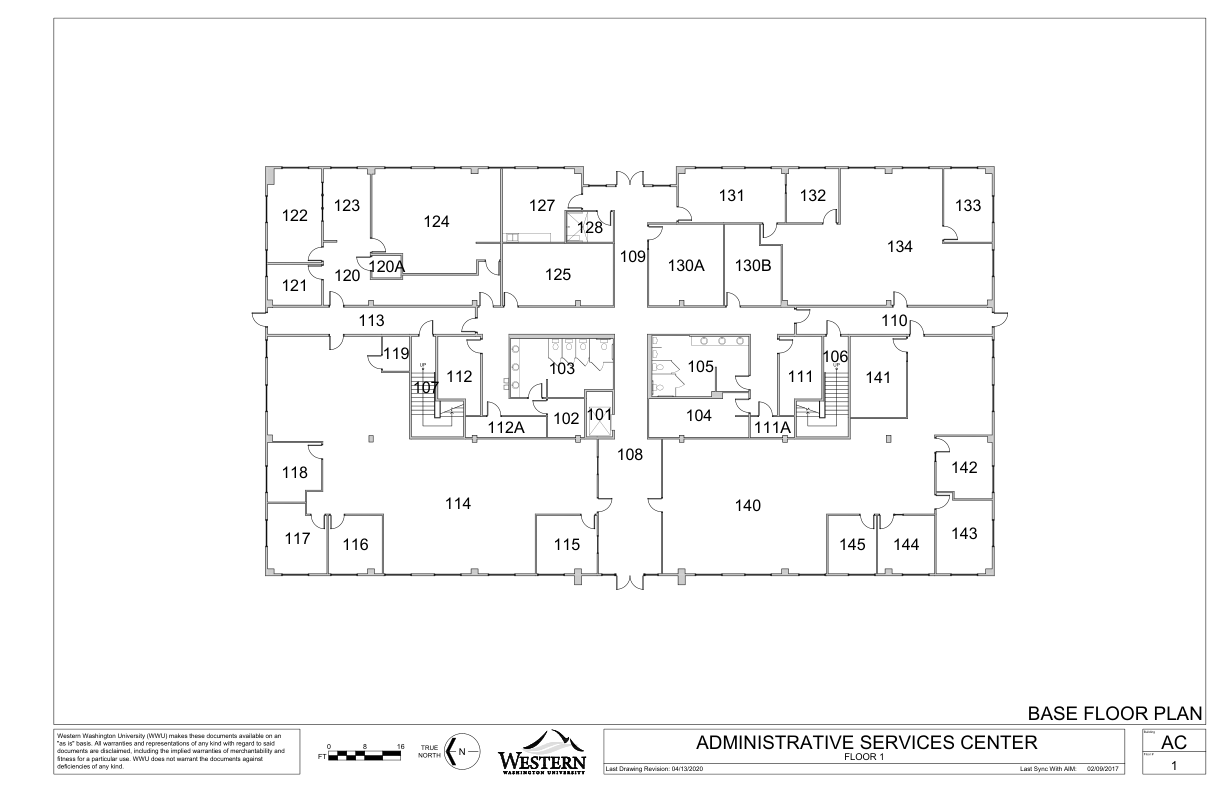 131
132
133
122
123
124
127
128
134
109
130A
130B
120A
120
125
121
113
110
119
UP
107
112
103
105
111
106
UP
141
112A
102
101
104
111A
108
118
142
114
140
117
116
115
145
144
143
BASE FLOOR PLAN
Western Washington University (WWU) makes these documents available on an
"as is" basis. All warranties and representations of any kind with regard to said
documents are disclaimed, including the implied warranties of merchantability and
fitness for a particular use. WWU does not warrant the documents against
deficiencies of any kind.
0 8 16
FT
TRUE
NORTH
N
WESTERN
WASHINGTON UNIVERSITY
ADMINISTRATIVE SERVICES CENTER
FLOOR 1
Last Drawing Revision: 04/13/2020
Last Sync With AIM: 02/09/2017
Building
AC
1